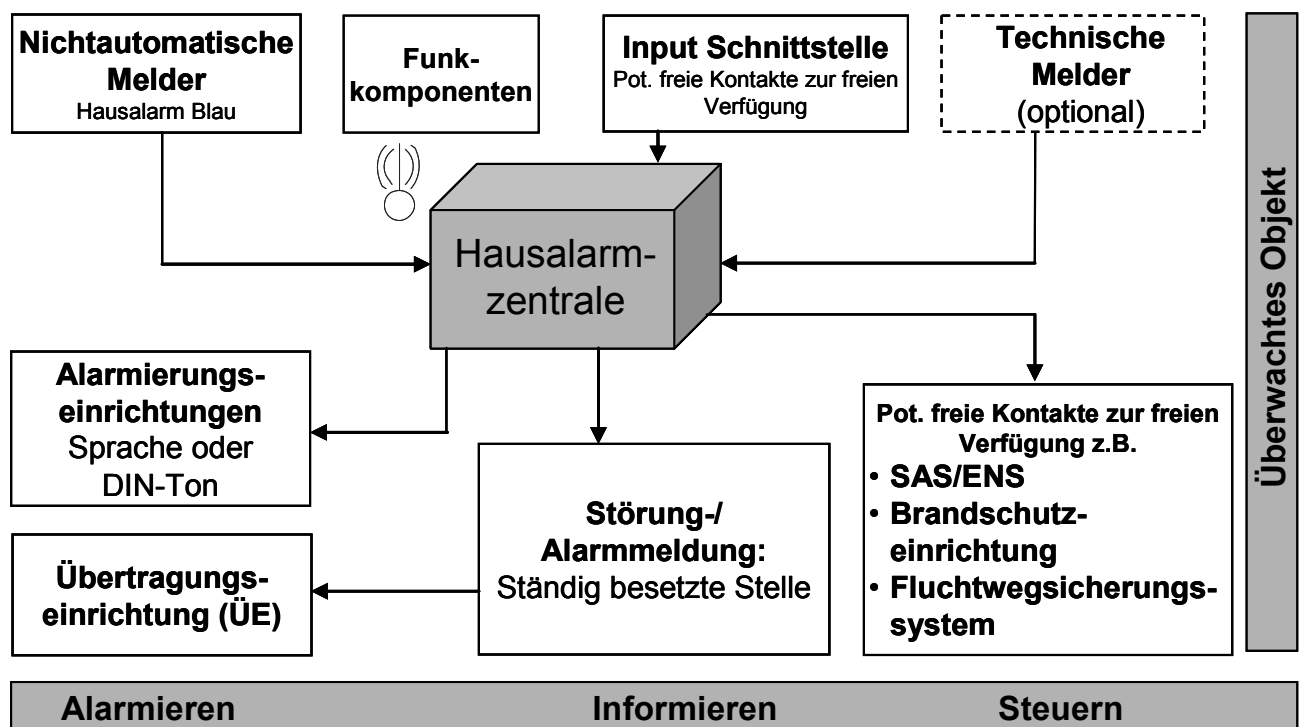 Nichtautomatische
Melder
Hausalarm Blau
Funk-
komponenten
Input Schnittstelle
Pot. freie Kontakte zur freien
Verfügung
Technische
Melder
(optional)
Hausalarm-
zentrale
Überwachtes Objekt
Alarmierungs-
einrichtungen
Sprache oder
DIN-Ton
Übertragungs-
einrichtung (ÜE)
Störung-/
Alarmmeldung:
Ständig besetzte Stelle
Pot. freie Kontakte zur freien
Verfügung z.B.
• SAS/ENS
• Brandschutz-
einrichtung
• Fluchtwegsicherungs-
system
Alarmieren
Informieren
Steuern